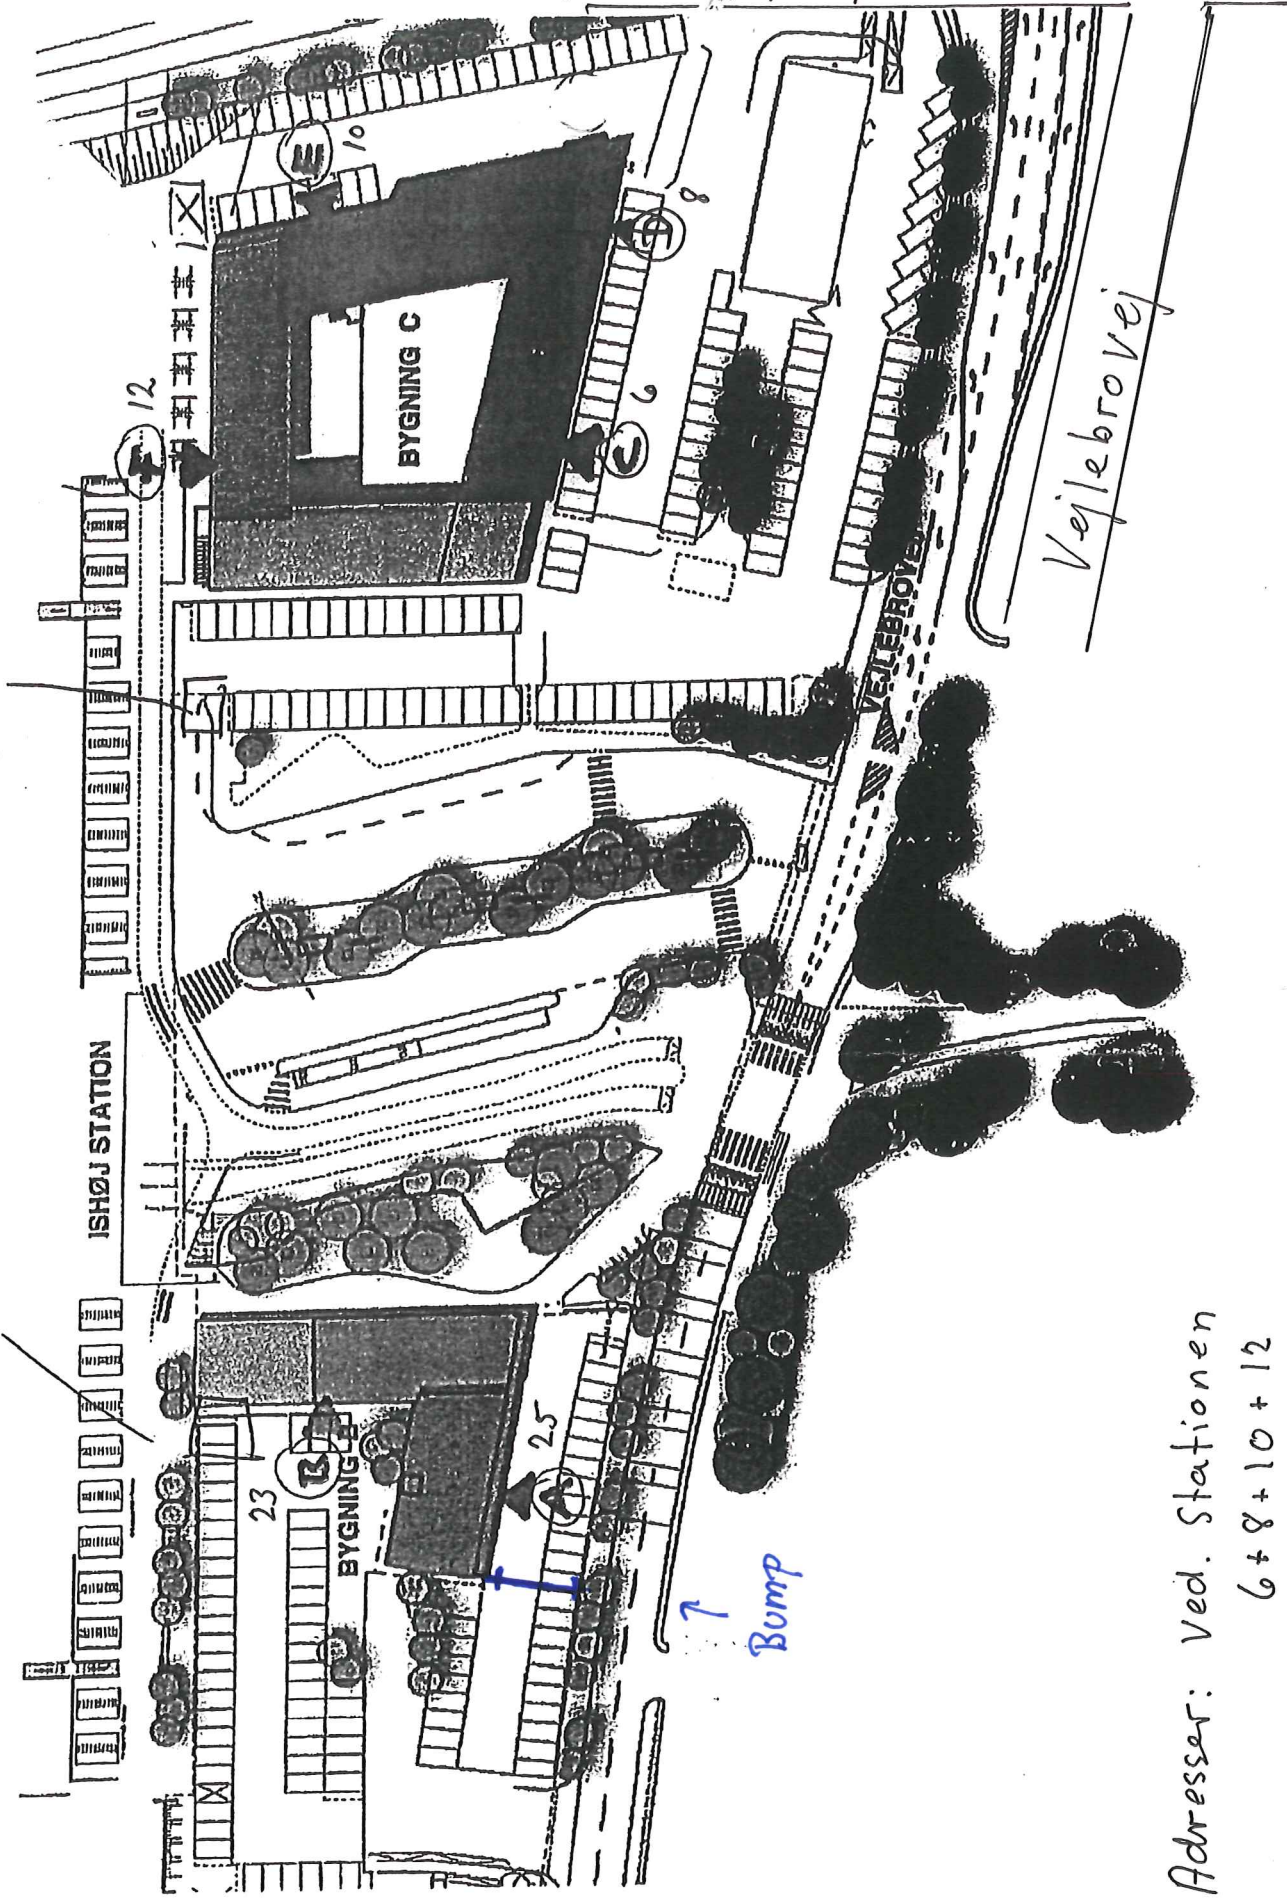 ISHØJ STATION
F 12
E
10
BYGNING C
D 8
C 6
VEJLEBROVEJ
Vejlebrovej
23
B
BYGNING
A 25
Bump
Adresser: Ved. Stationen
6 + 8 + 10 + 12